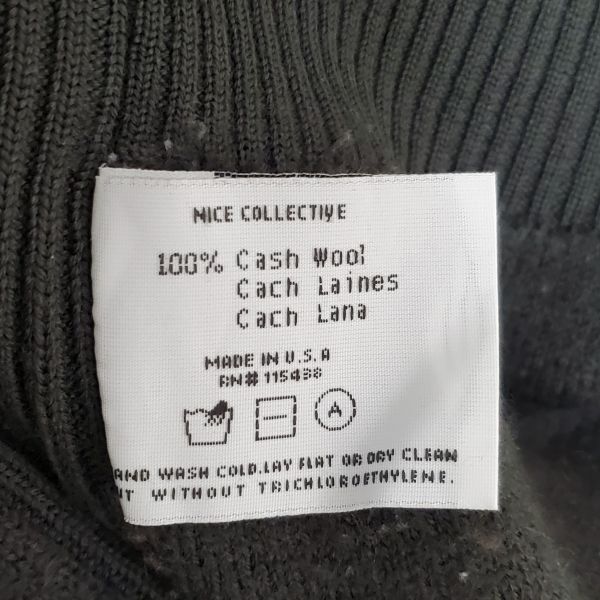 NICE COLLECTIVE
100% Cash Wool
Cach Laines
Cach Lana
MADE IN U.S.A
RN# 115438
A
AND WASH COLD.LAY FLAT OR DRY CLEAN
WITHOUT TRICHLOROETHYLENE.